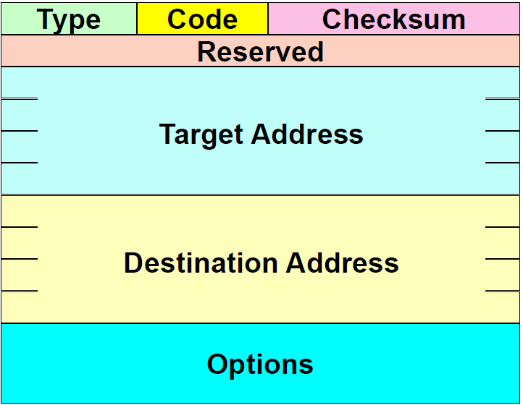 Type Code Checksum
Reserved
Target Address
Destination Address
Options